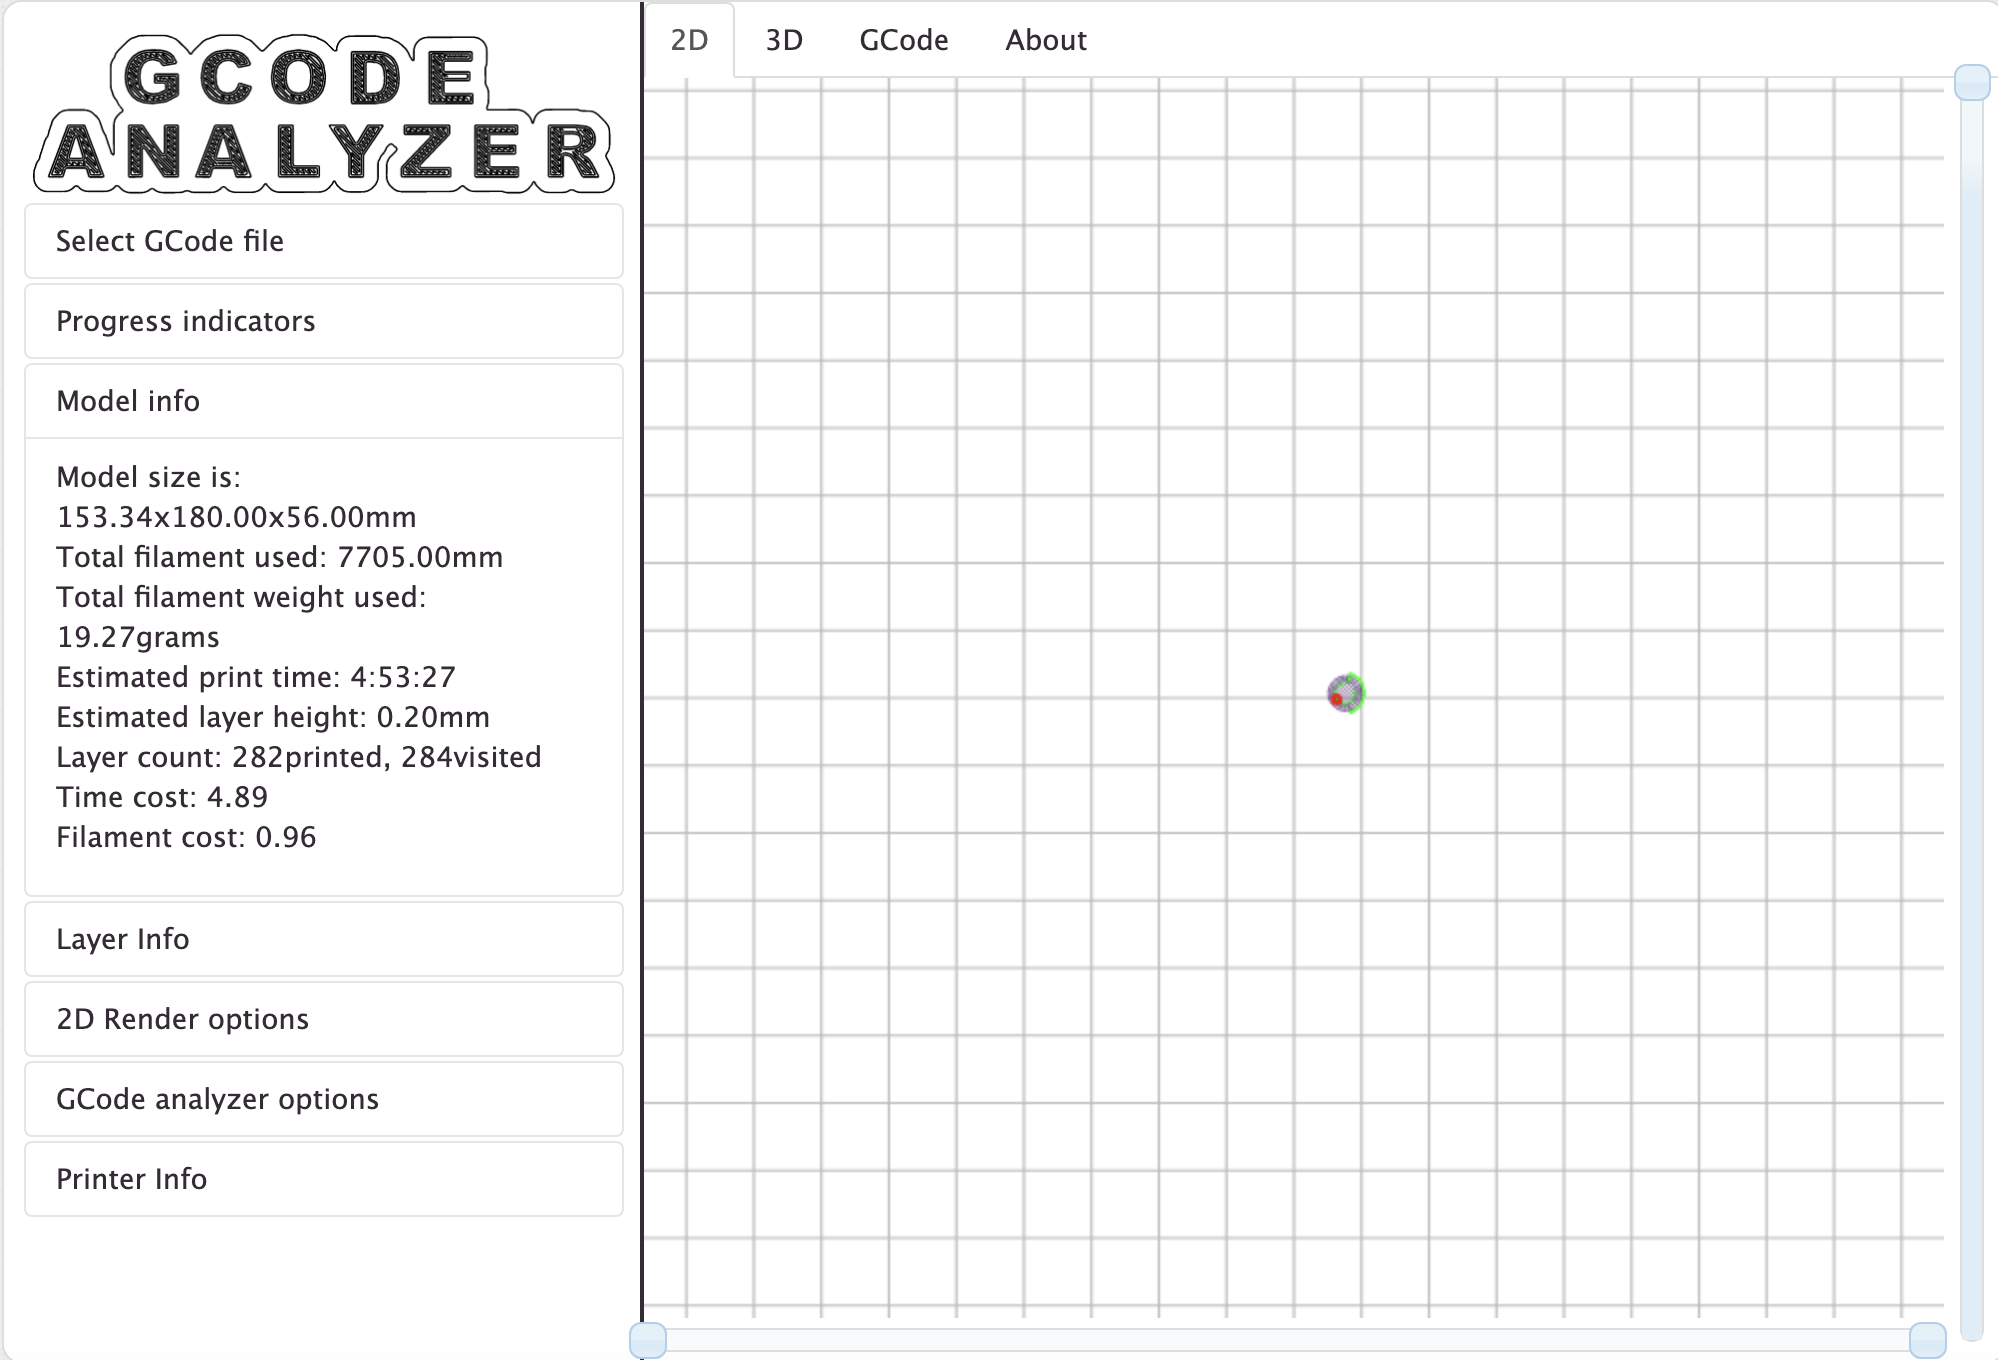 GCODE
ANALYZER
2D 3D GCode About
Select GCode file
Progress indicators
Model info
Model size is:
153.34x180.00x56.00mm
Total filament used: 7705.00mm
Total filament weight used:
19.27grams
Estimated print time: 4:53:27
Estimated layer height: 0.20mm
Layer count: 282printed, 284visited
Time cost: 4.89
Filament cost: 0.96
Layer Info
2D Render options
GCode analyzer options
Printer Info